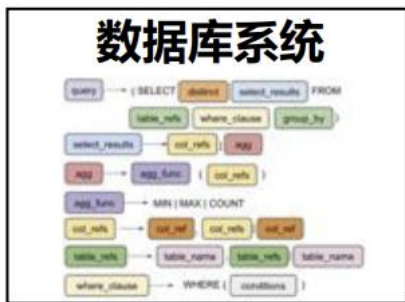 数据库系统
query → ( SELECT distinct select_results FROM
table_refs where_clause group_by )
select_results → col_refs | agg
agg → agg_func ( col_refs )
agg_func → MIN | MAX | COUNT
col_refs → col_ref , col_refs | col_ref
table_refs → table_name , table_refs | table_name
where_clause → WHERE ( conditions )